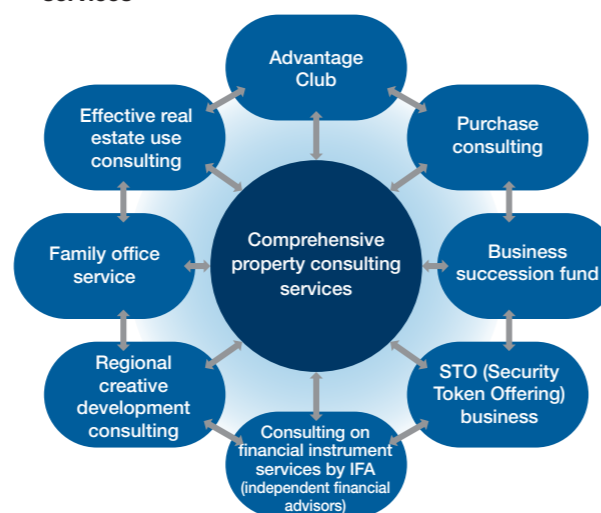 services
Advantage
Club
Effective real
estate use
consulting
Purchase
consulting
Family office
service
Comprehensive
property consulting
services
Business
succession fund
Regional
creative
development
consulting
STO (Security
Token Offering)
business
Consulting on
financial instrument
services by IFA
(independent financial
advisors)